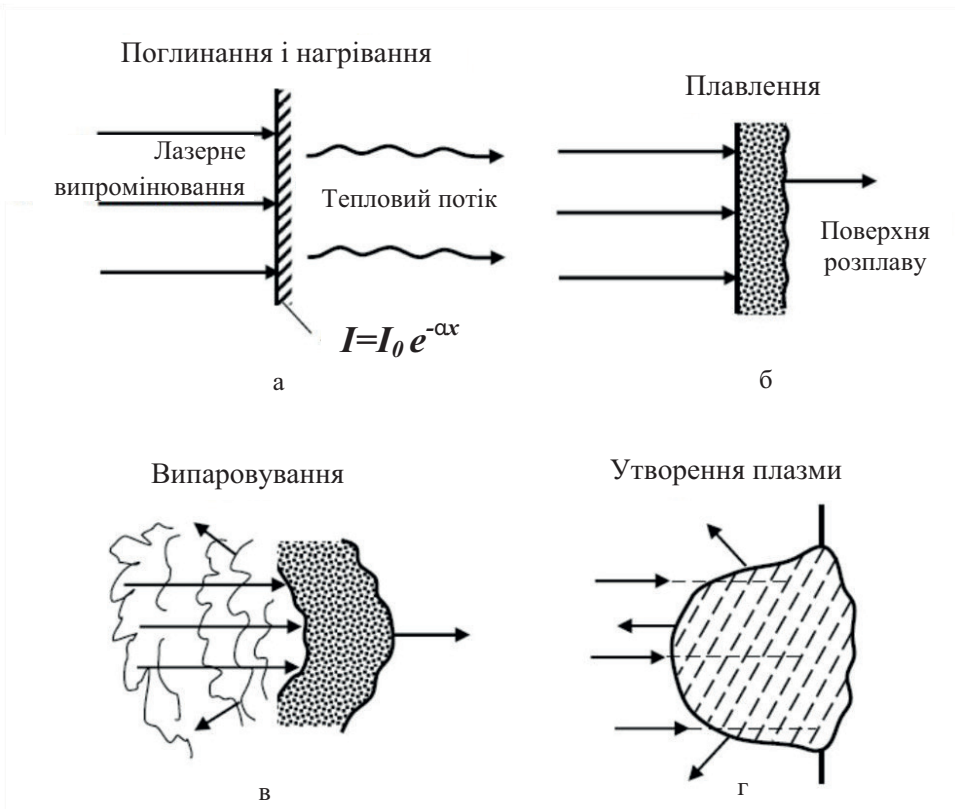 Поглинання і нагрівання
Лазерне
випромінювання
Тепловий потік
I=I₀ e^-αx
а
Плавлення
Поверхня
розплаву
б
Випаровування
в
Утворення плазми
г